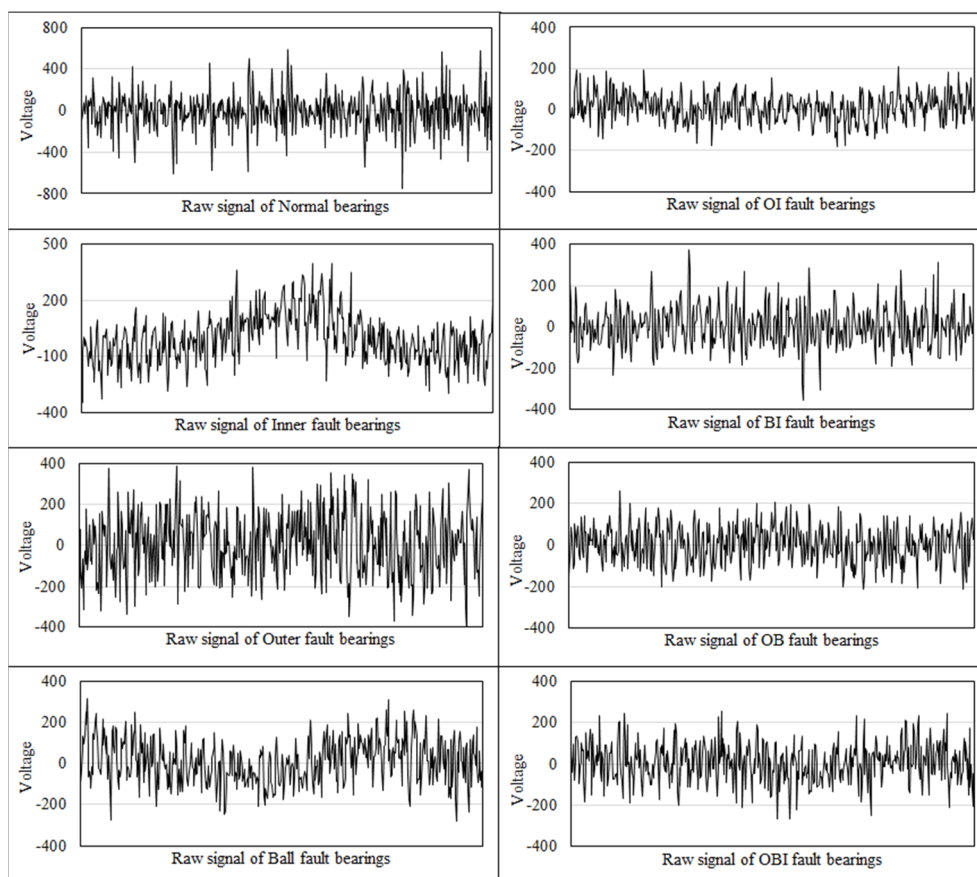 800
400
0
-400
-800
Voltage
Raw signal of Normal bearings
400
200
0
-200
-400
Voltage
Raw signal of OI fault bearings
500
200
-100
-400
Voltage
Raw signal of Inner fault bearings
400
200
0
-200
-400
Voltage
Raw signal of BI fault bearings
400
200
0
-200
-400
Voltage
Raw signal of Outer fault bearings
400
200
0
-200
-400
Voltage
Raw signal of OB fault bearings
400
200
0
-200
-400
Voltage
Raw signal of Ball fault bearings
400
200
0
-200
-400
Voltage
Raw signal of OBI fault bearings